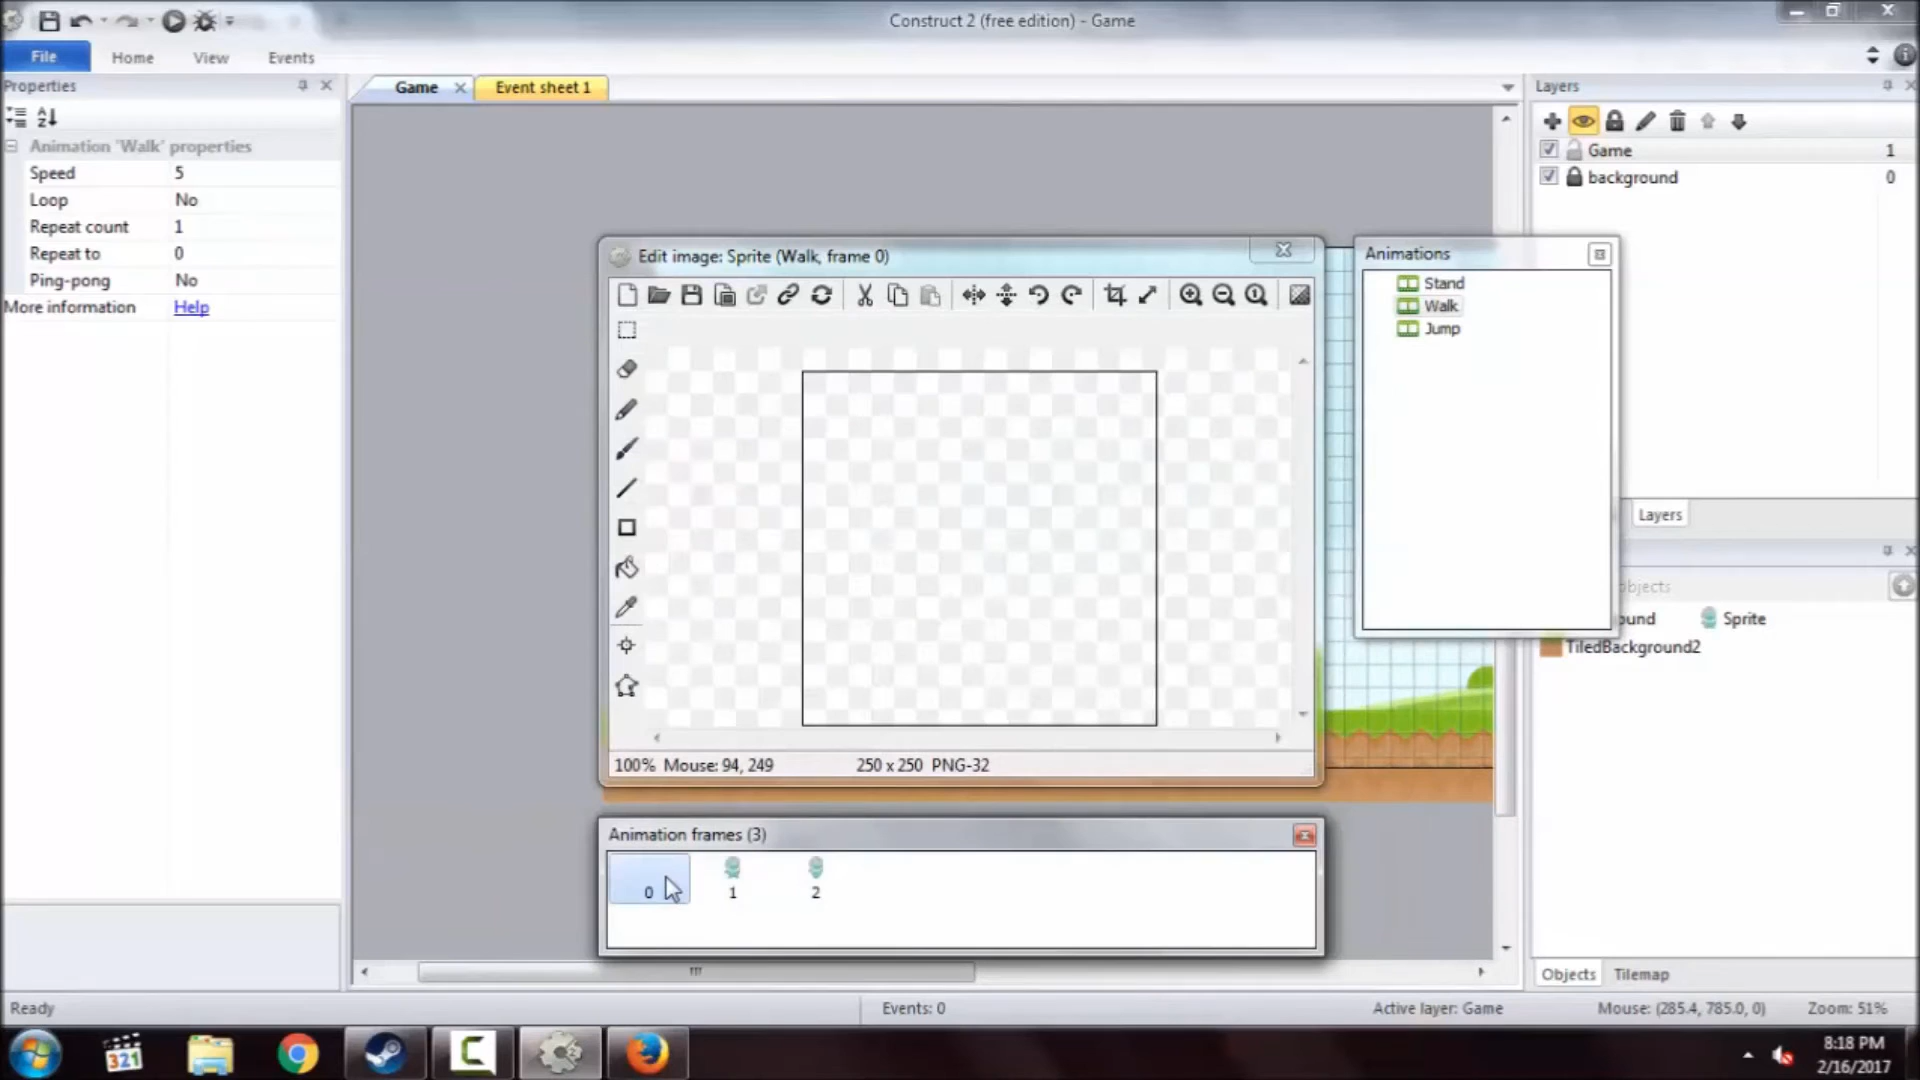 Construct 2 (free edition) - Game
File
Home
View
Events
Properties
Game
Event sheet 1
Layers
Animation 'Walk' properties
Speed 5
Loop No
Repeat count 1
Repeat to 0
Ping-pong No
More information Help
Game 1
background 0
Edit image: Sprite (Walk, frame 0)
Animations
Stand
Walk
Jump
Layers
bjects
ound
Sprite
TiledBackground2
100% Mouse: 94, 249 250 x 250 PNG-32
Animation frames (3)
0
1
2
Objects
Tilemap
Ready
Events: 0
Active layer: Game
Mouse: (285.4, 785.0, 0)
Zoom: 51%
321
8:18 PM
2/16/2017